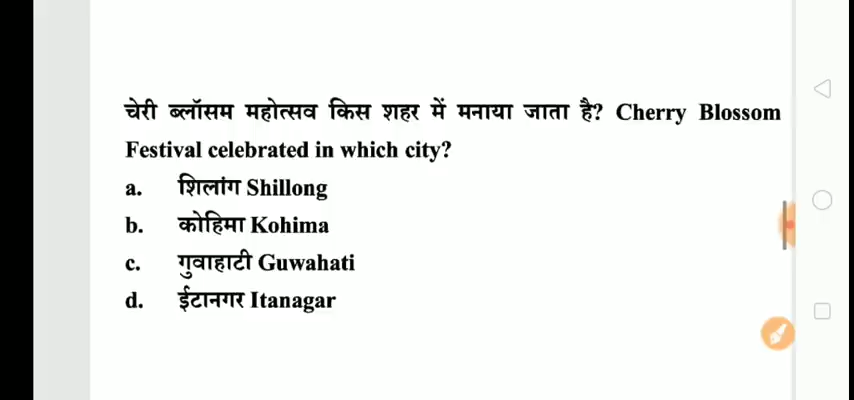 चेरी ब्लॉसम महोत्सव किस शहर में मनाया जाता है? Cherry Blossom
Festival celebrated in which city?
a. शिलांग Shillong
b. कोहिमा Kohima
c. गुवाहाटी Guwahati
d. ईटानगर Itanagar